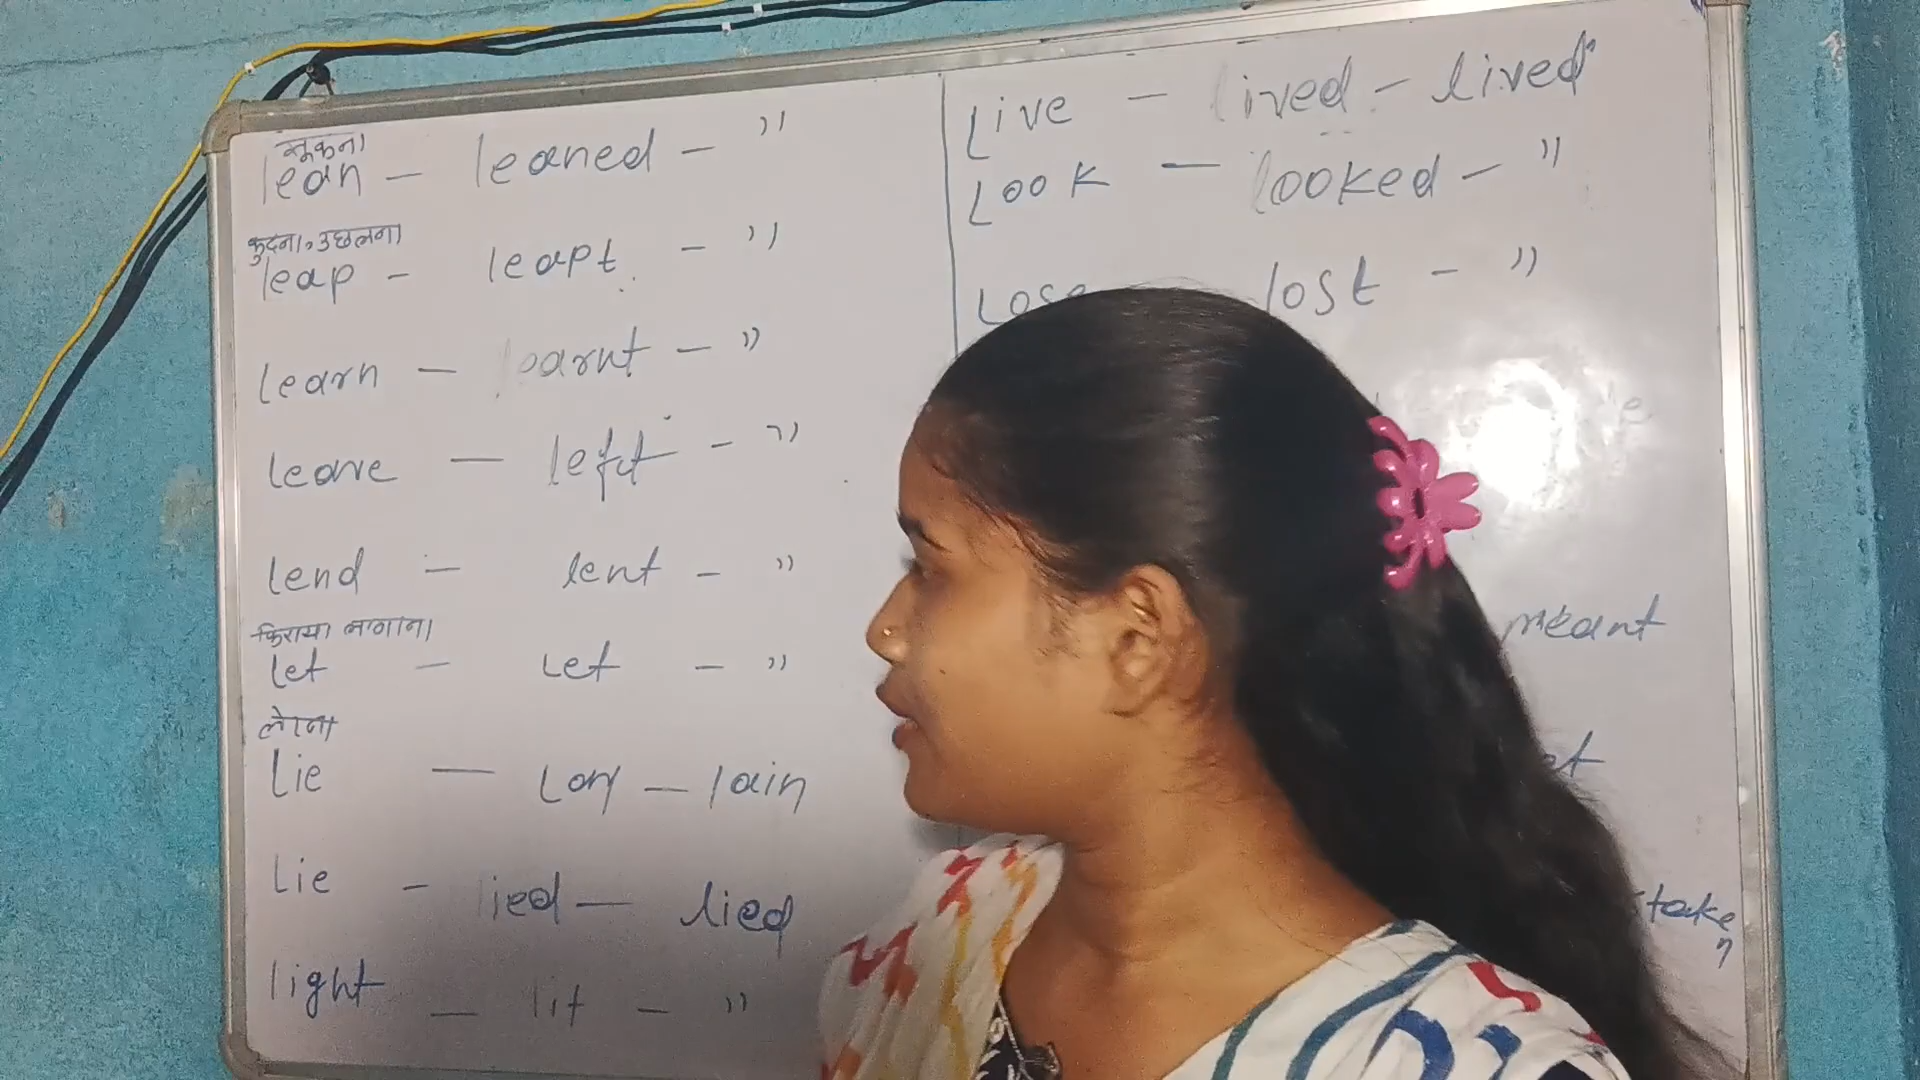 झुकना
lean - leaned - "
कुदना, उछलना
leap - leapt - "
learn - learnt - "
leave - left - "
lend - lent - "
किराया लगाना
let - Let - "
लेटना
Lie - Lay - lain
Lie - lied - lied
light - lit - "
Live - lived - lived
Look - looked - "
Lose lost - "
meant
take
n